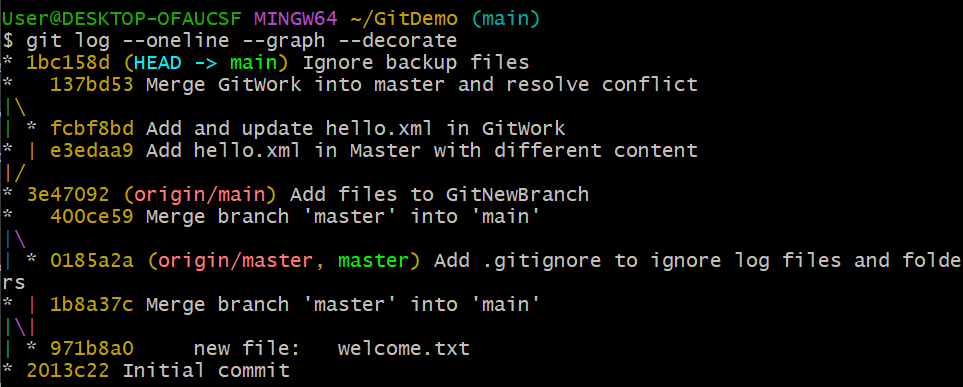 User@DESKTOP-OFAUCSF MINGW64 ~/GitDemo (main)
$ git log --oneline --graph --decorate
* 1bc158d (HEAD -> main) Ignore backup files
*   137bd53 Merge GitWork into master and resolve conflict
|\
| * fcbf8bd Add and update hello.xml in GitWork
* | e3edaa9 Add hello.xml in Master with different content
|/
* 3e47092 (origin/main) Add files to GitNewBranch
*   400ce59 Merge branch 'master' into 'main'
|\
| * 0185a2a (origin/master, master) Add .gitignore to ignore log files and folde
rs
* | 1b8a37c Merge branch 'master' into 'main'
|\|
| * 971b8a0     new file:   welcome.txt
* 2013c22 Initial commit